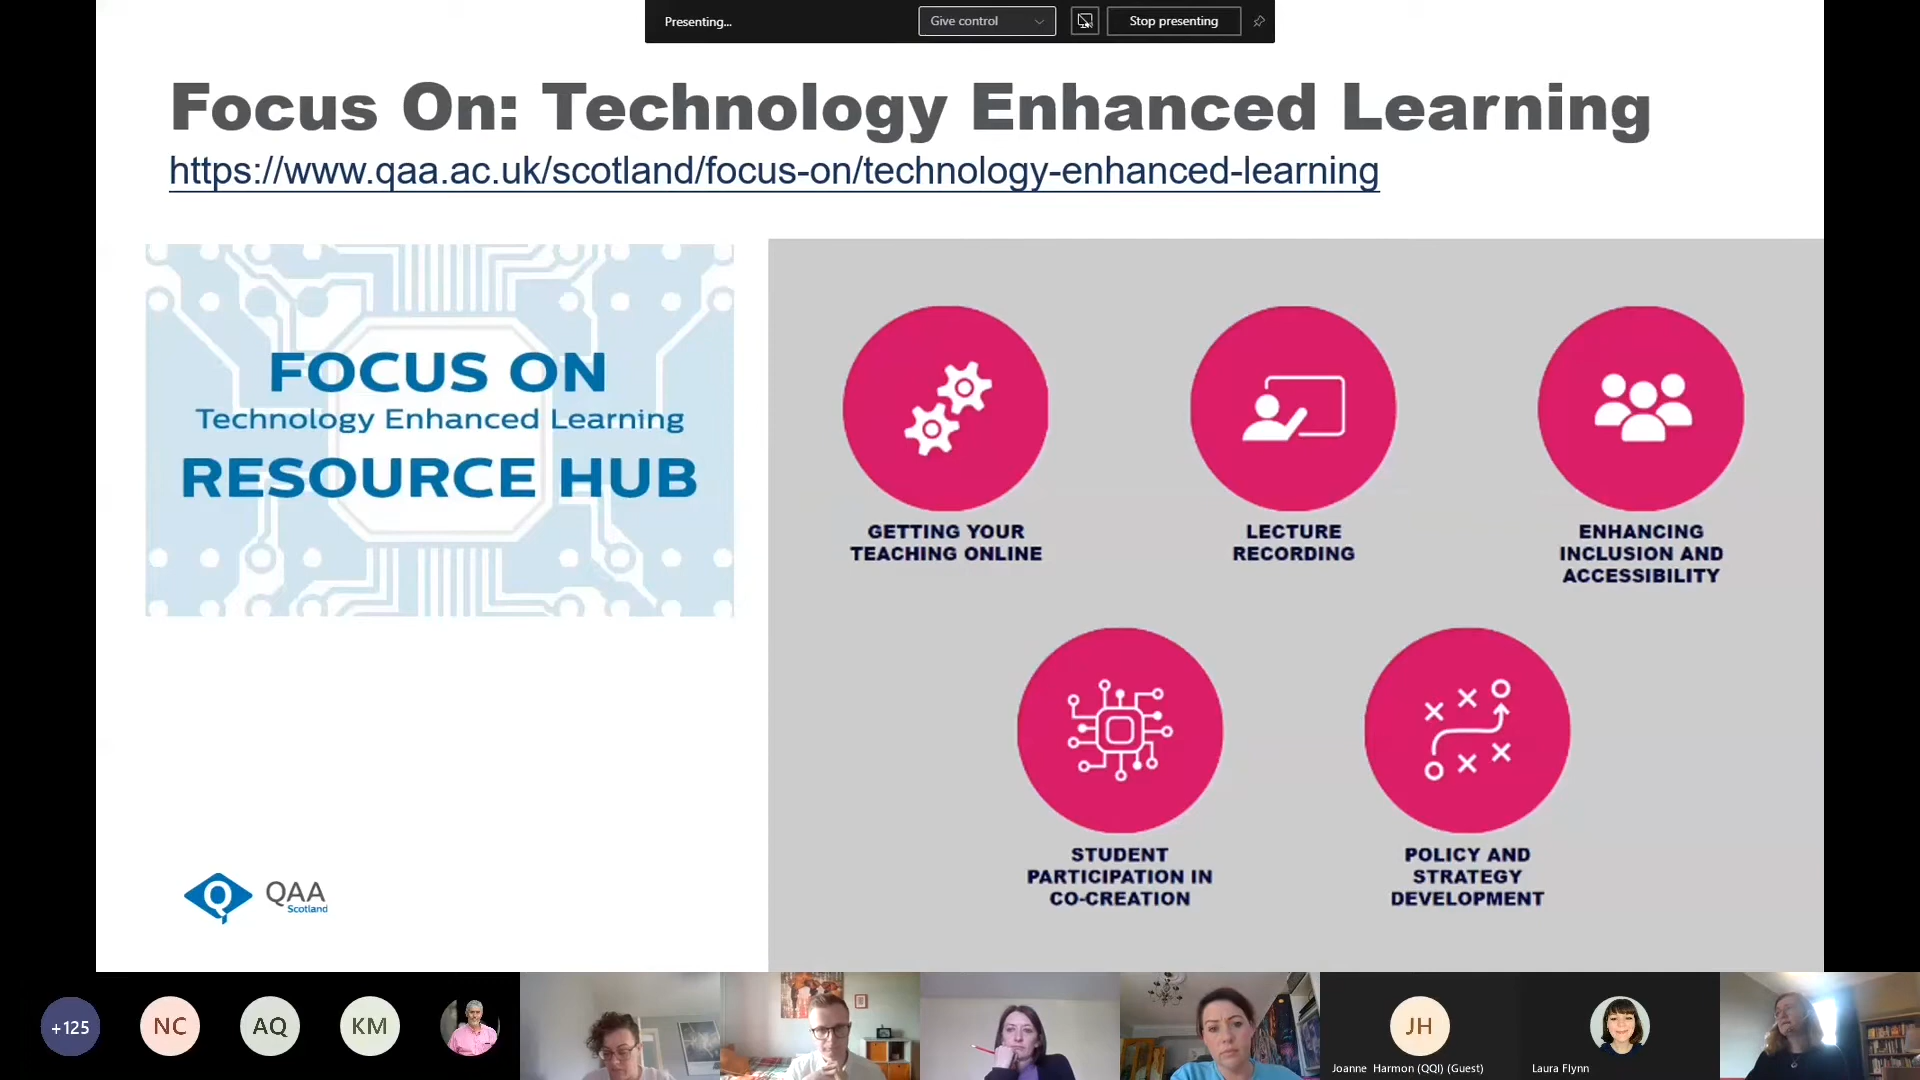 Presenting...
Give control
Stop presenting
Focus On: Technology Enhanced Learning
https://www.qaa.ac.uk/scotland/focus-on/technology-enhanced-learning
FOCUS ON
Technology Enhanced Learning
RESOURCE HUB
GETTING YOUR
TEACHING ONLINE
LECTURE
RECORDING
ENHANCING
INCLUSION AND
ACCESSIBILITY
STUDENT
PARTICIPATION IN
CO-CREATION
POLICY AND
STRATEGY
DEVELOPMENT
Q
QAA
Scotland
+125
NC
AQ
KM
JH
Joanne Harmon (QQI) (Guest)
Laura Flynn